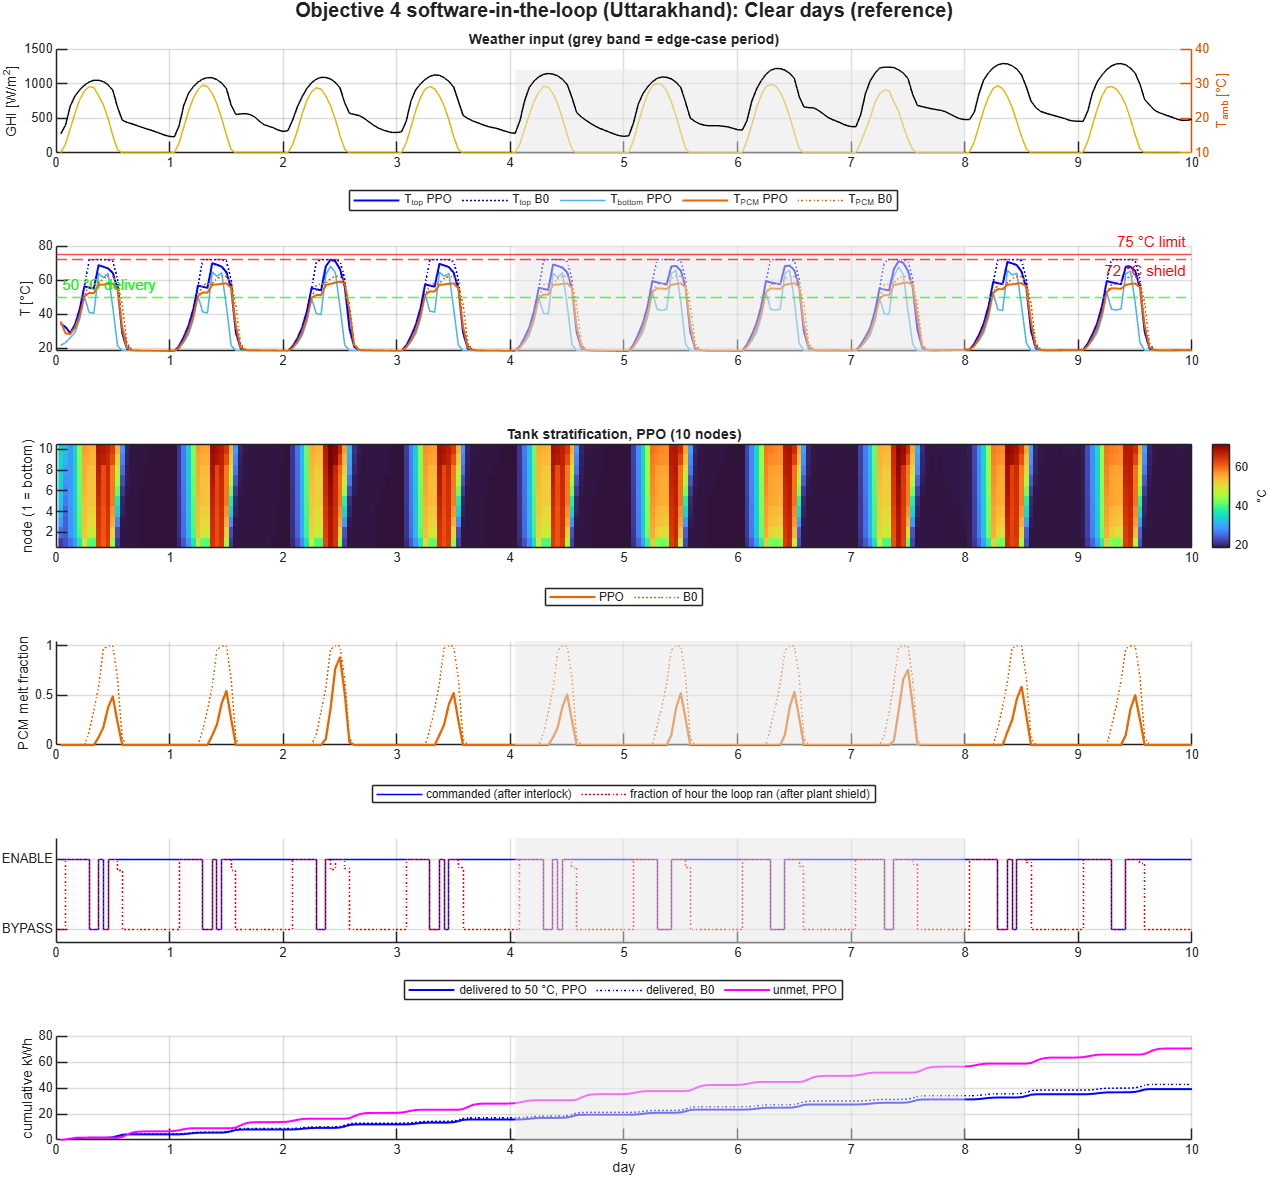 Objective 4 software-in-the-loop (Uttarakhand): Clear days (reference)
Weather input (grey band = edge-case period)
GHI [W/m²]
1500
1000
500
0
40
30
20
10
T_amb [°C]
0 1 2 3 4 5 6 7 8 9 10
T_top PPO T_top B0 T_bottom PPO T_PCM PPO T_PCM B0
75 °C limit
72 °C shield
50 °C delivery
T [°C]
80
60
40
20
0 1 2 3 4 5 6 7 8 9 10
Tank stratification, PPO (10 nodes)
node (1 = bottom)
10
8
6
4
2
0 1 2 3 4 5 6 7 8 9 10
60
40
20
°C
PPO B0
PCM melt fraction
1
0.5
0
0 1 2 3 4 5 6 7 8 9 10
commanded (after interlock) fraction of hour the loop ran (after plant shield)
ENABLE
BYPASS
0 1 2 3 4 5 6 7 8 9 10
delivered to 50 °C, PPO delivered, B0 unmet, PPO
cumulative kWh
80
60
40
20
0
0 1 2 3 4 5 6 7 8 9 10
day